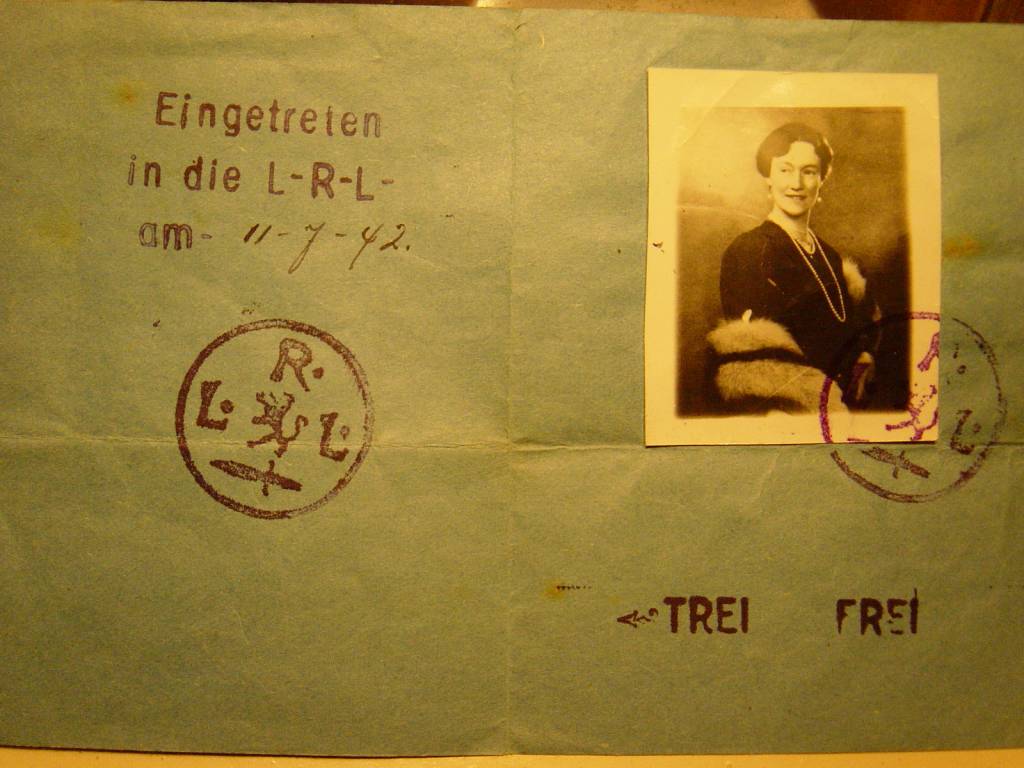 Eingetreten
in die L-R-L-
am- 11-7-42.
R.
L. L.
R.
L.
TREI FREI